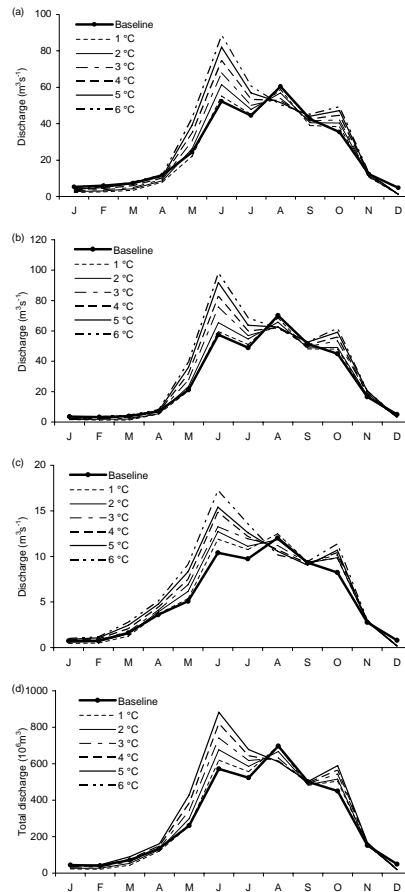 (a)
100
80
60
40
20
0
Discharge (m³s⁻¹)
Baseline
1 °C
2 °C
3 °C
4 °C
5 °C
6 °C
J F M A M J J A S O N D
(b)
120
100
80
60
40
20
0
Discharge (m³s⁻¹)
Baseline
1 °C
2 °C
3 °C
4 °C
5 °C
6 °C
J F M A M J J A S O N D
(c)
20
15
10
5
0
Discharge (m³s⁻¹)
Baseline
1 °C
2 °C
3 °C
4 °C
5 °C
6 °C
J F M A M J J A S O N D
(d)
1000
800
600
400
200
0
Total discharge (10⁶m³)
Baseline
1 °C
2 °C
3 °C
4 °C
5 °C
6 °C
J F M A M J J A S O N D